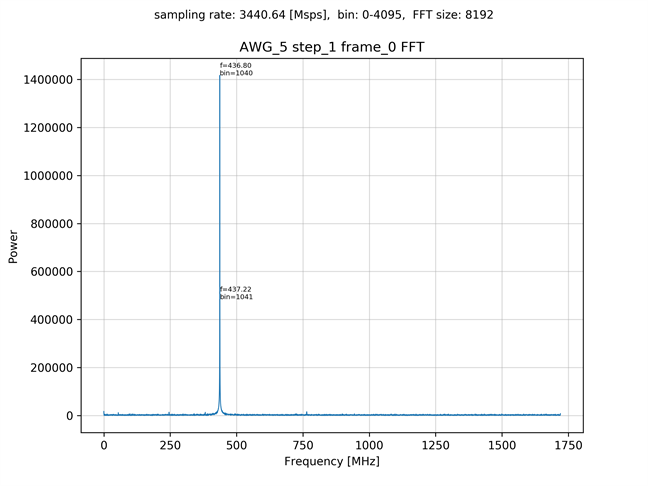 sampling rate: 3440.64 [Msps],  bin: 0-4095,  FFT size: 8192
AWG_5 step_1 frame_0 FFT
f=436.80
bin=1040
1400000
1200000
1000000
800000
600000
400000
200000
0
Power
f=437.22
bin=1041
0 250 500 750 1000 1250 1500 1750
Frequency [MHz]